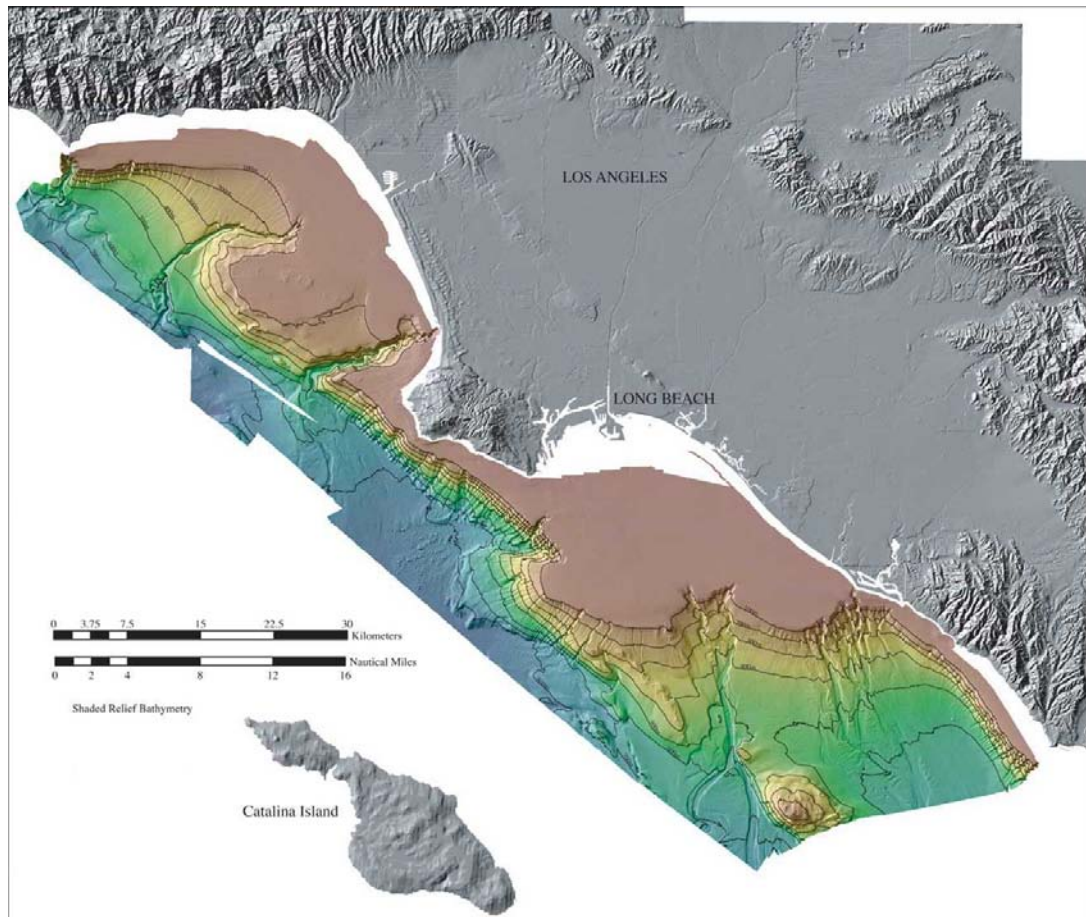 LOS ANGELES
LONG BEACH
0 3.75 7.5 15 22.5 30
Kilometers
Nautical Miles
0 2 4 8 12 16
Shaded Relief Bathymetry
Catalina Island